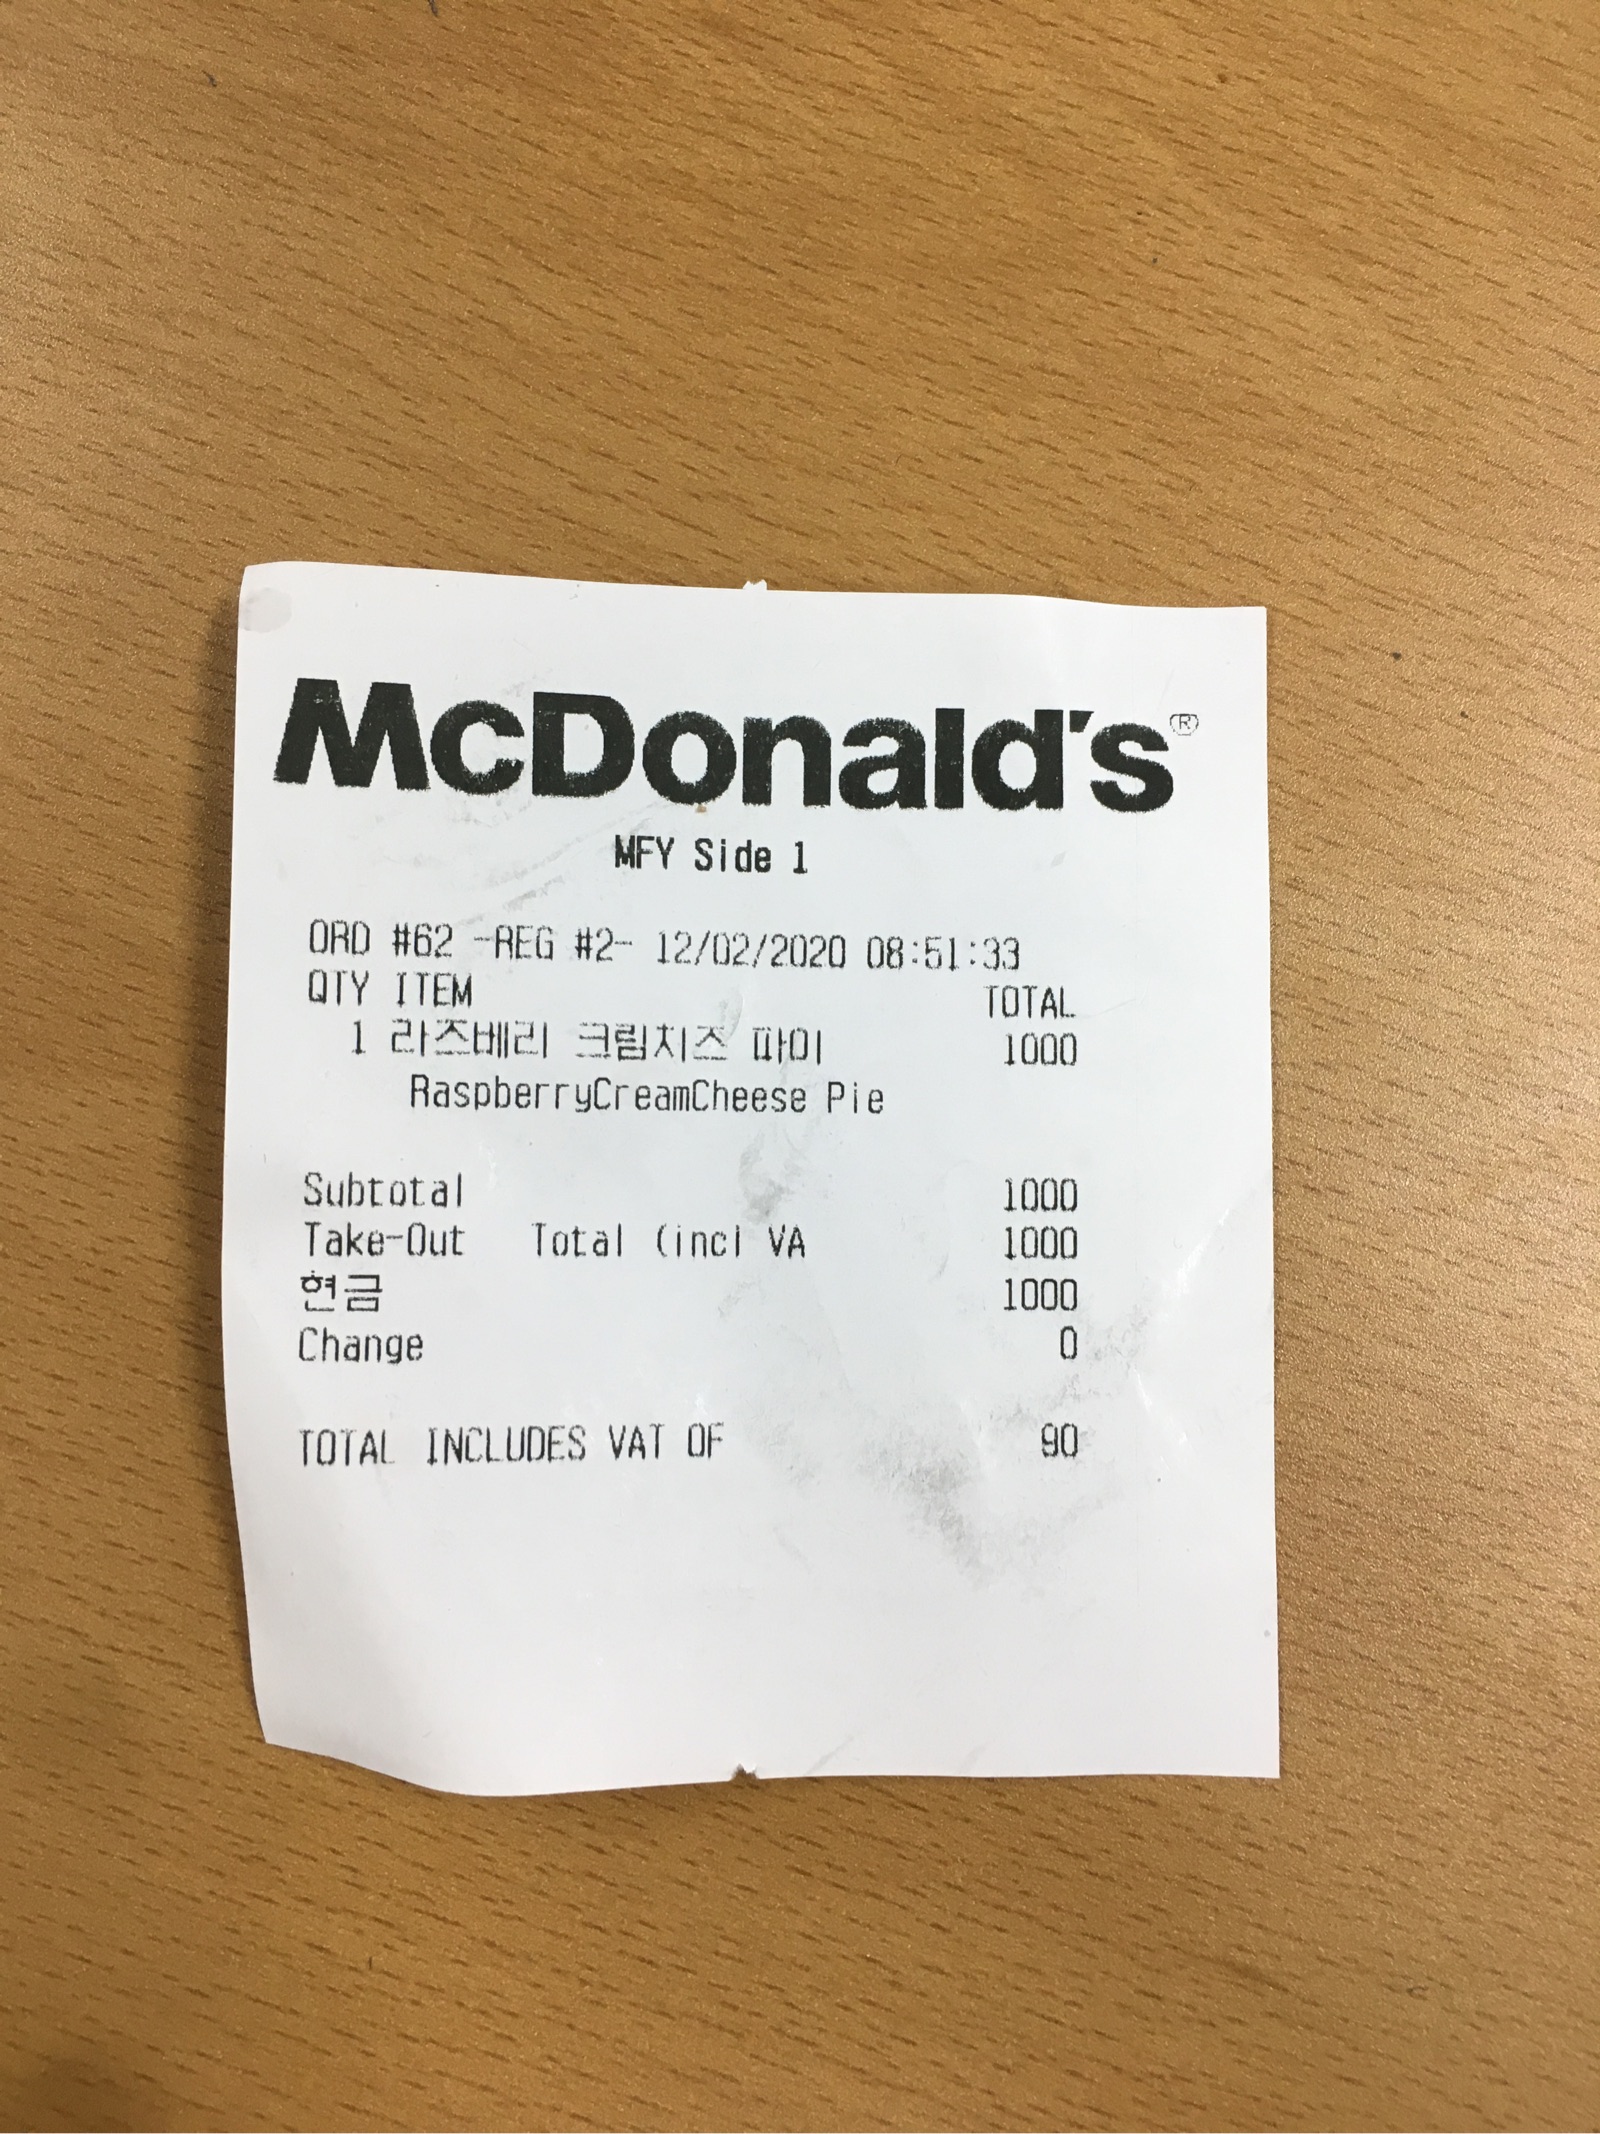 McDonald's®
MFY Side 1
ORD #62 -REG #2- 12/02/2020 08:51:33
QTY ITEM TOTAL
1 라즈베리 크림치즈 파이 1000
RaspberryCreamCheese Pie
Subtotal 1000
Take-Out Total (incl VA 1000
현금 1000
Change 0
TOTAL INCLUDES VAT OF 90